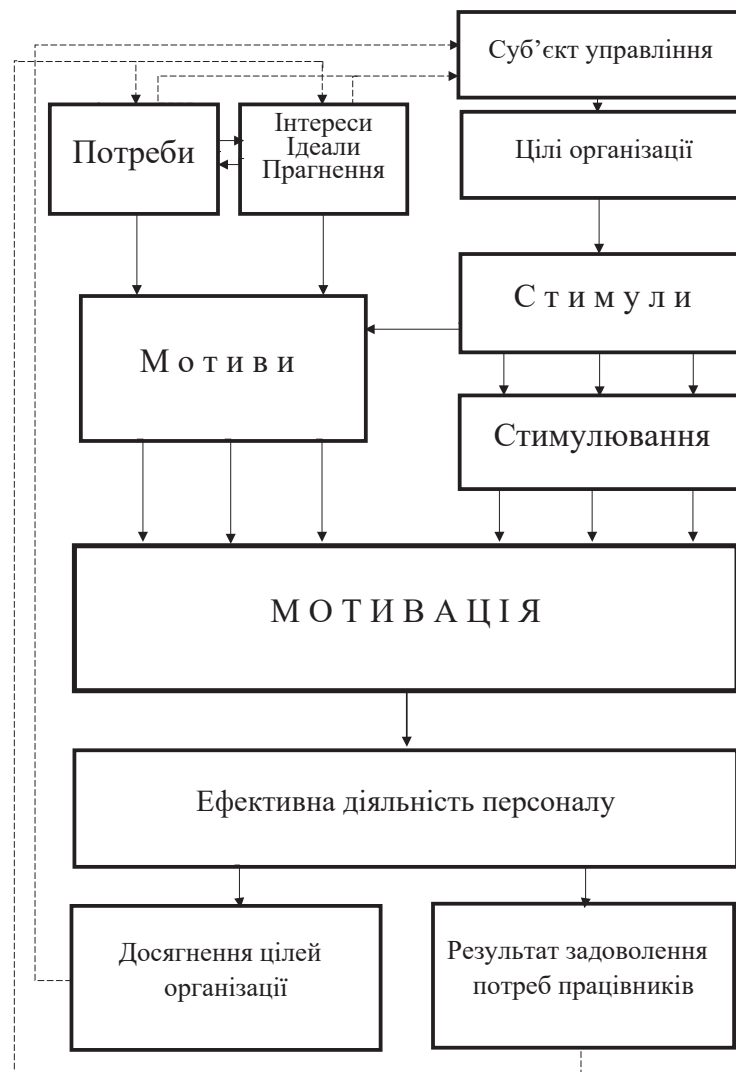 Суб’єкт управління
Потреби
Інтереси
Ідеали
Прагнення
Цілі організації
С т и м у л и
М о т и в и
Стимулювання
М О Т И В А Ц І Я
Ефективна діяльність персоналу
Досягнення цілей
організації
Результат задоволення
потреб працівників